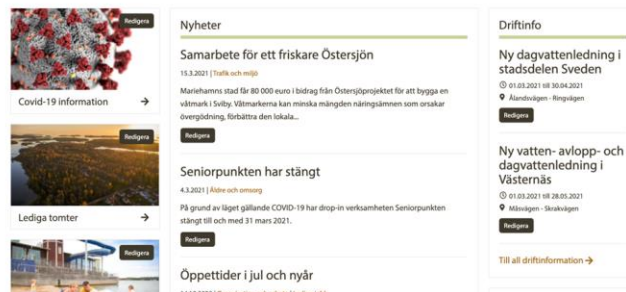 Redigera
Covid-19 information →
Redigera
Lediga tomter →
Redigera
Nyheter
Samarbete för ett friskare Östersjön
15.3.2021 | Trafik och miljö
Mariehamns stad får 80 000 euro i bidrag från Östersjöprojektet för att bygga en
våtmark i Sviby. Våtmarkerna kan minska mängden näringsämnen som orsakar
övergödning, förbättra den lokala...
Redigera
Seniorpunkten har stängt
4.3.2021 | Äldre och omsorg
På grund av läget gällande COVID-19 har drop-in verksamheten Seniorpunkten
stängt till och med 31 mars 2021.
Redigera
Öppettider i jul och nyår
Driftinfo
Ny dagvattenledning i
stadsdelen Sveden
01.03.2021 till 30.04.2021
Ålandsvägen - Ringvägen
Redigera
Ny vatten- avlopp- och
dagvattenledning i
Västernäs
01.03.2021 till 28.05.2021
Måsvägen - Skrakvägen
Redigera
Till all driftinformation →